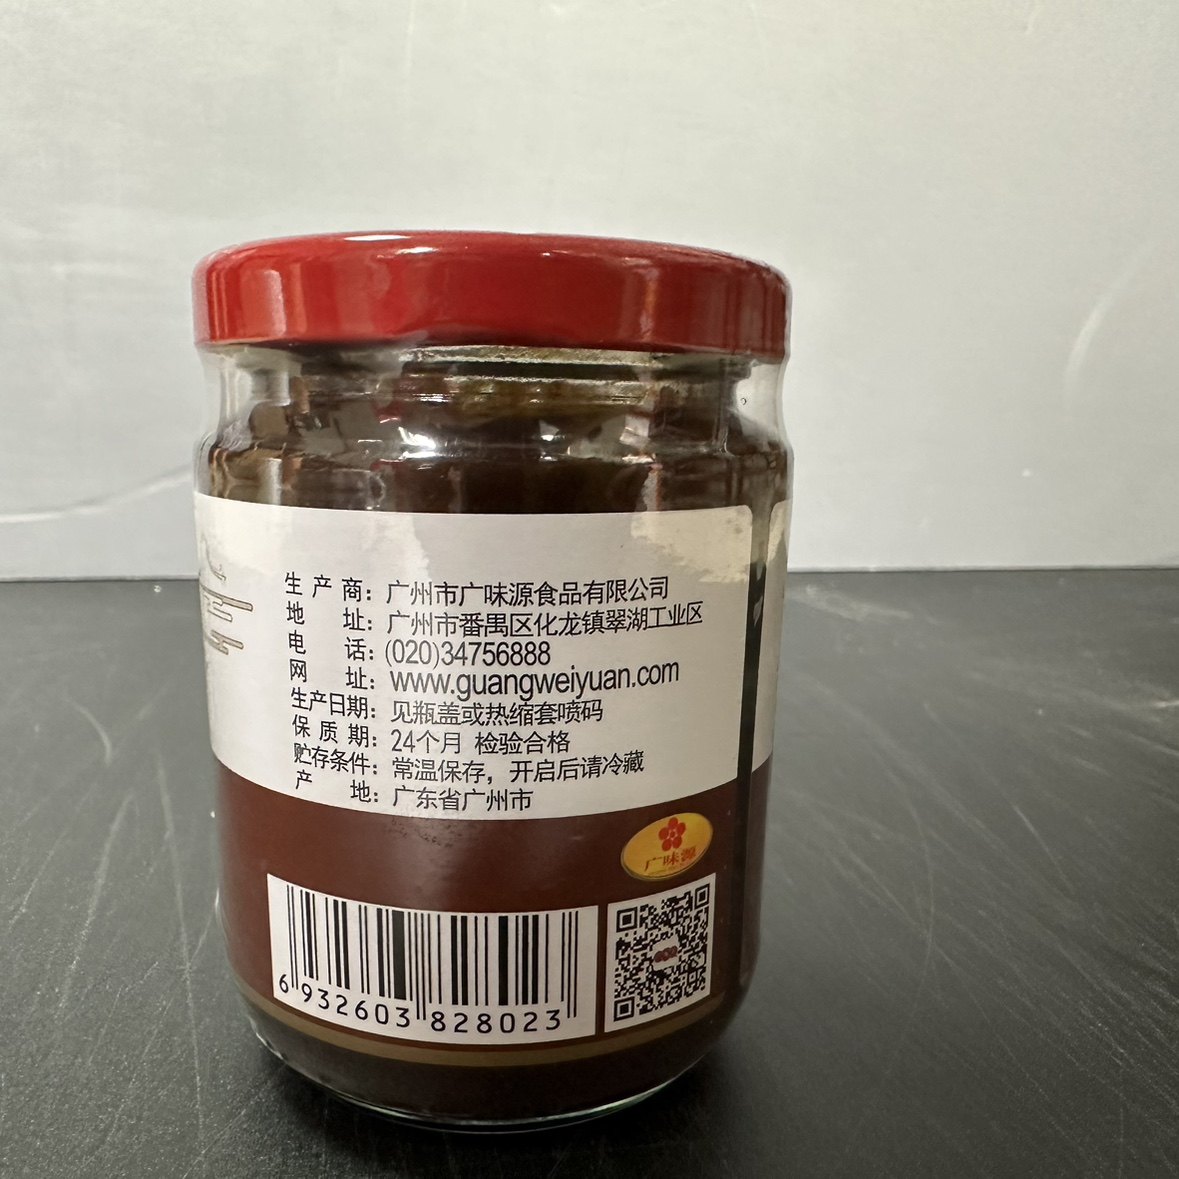 生产商：广州市广味源食品有限公司
地址：广州市番禺区化龙镇翠湖工业区
电话：(020)34756888
网址：www.guangweiyuan.com
生产日期：见瓶盖或热缩套喷码
保质期：24个月 检验合格
贮存条件：常温保存，开启后请冷藏
产地：广东省广州市
广味源
6 932603 828023